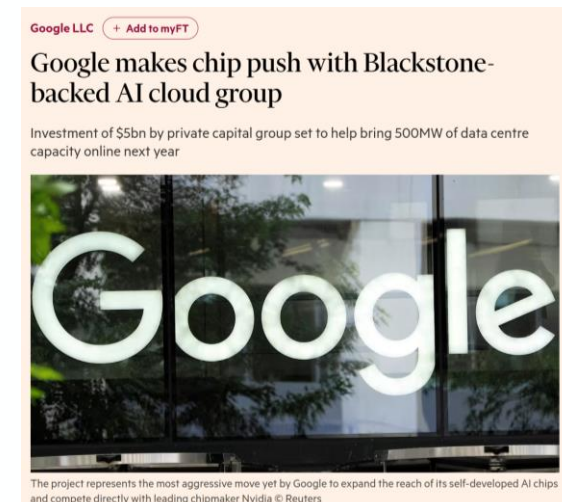 Google LLC + Add to myFT
Google makes chip push with Blackstone-
backed AI cloud group
Investment of $5bn by private capital group set to help bring 500MW of data centre
capacity online next year
Google
The project represents the most aggressive move yet by Google to expand the reach of its self-developed AI chips
and compete directly with leading chipmaker Nvidia © Reuters